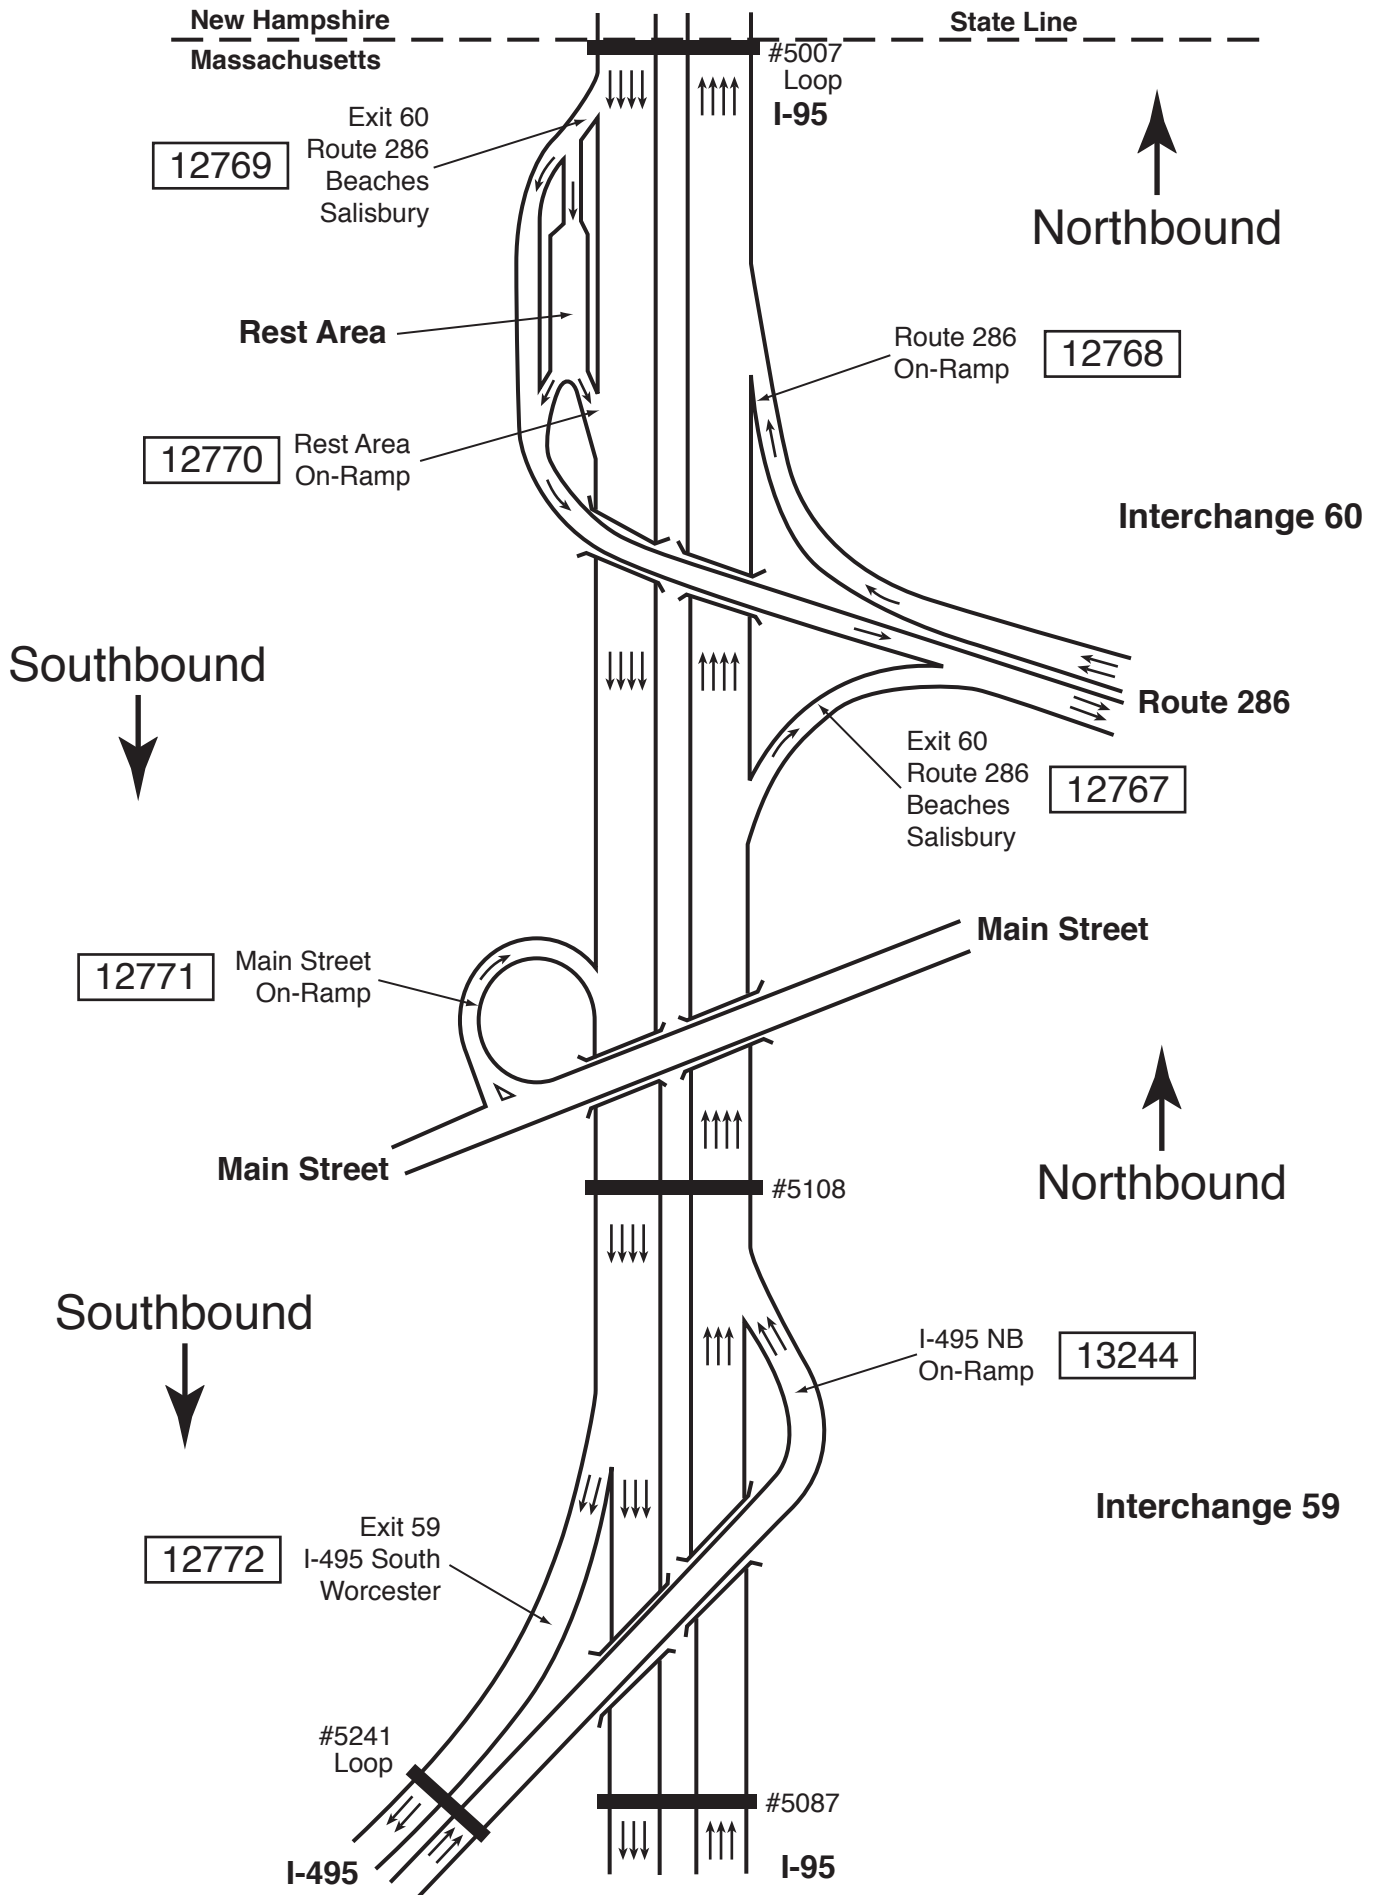 New Hampshire
State Line
Massachusetts
#5007
Loop
I-95
Exit 60
Route 286
Beaches
Salisbury
12769
Northbound
Rest Area
Route 286
On-Ramp
12768
12770
Rest Area
On-Ramp
Interchange 60
Southbound
Route 286
Exit 60
Route 286
Beaches
Salisbury
12767
Main Street
12771
Main Street
On-Ramp
Main Street
#5108
Northbound
Southbound
I-495 NB
On-Ramp
13244
Interchange 59
12772
Exit 59
I-495 South
Worcester
#5241
Loop
#5087
I-495
I-95